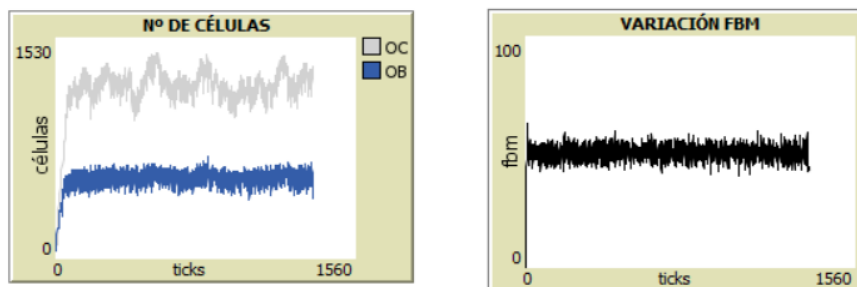 Nº DE CÉLULAS
1530
células
0
0
ticks
1560
OC
OB
VARIACIÓN FBM
100
fbm
0
0
ticks
1560